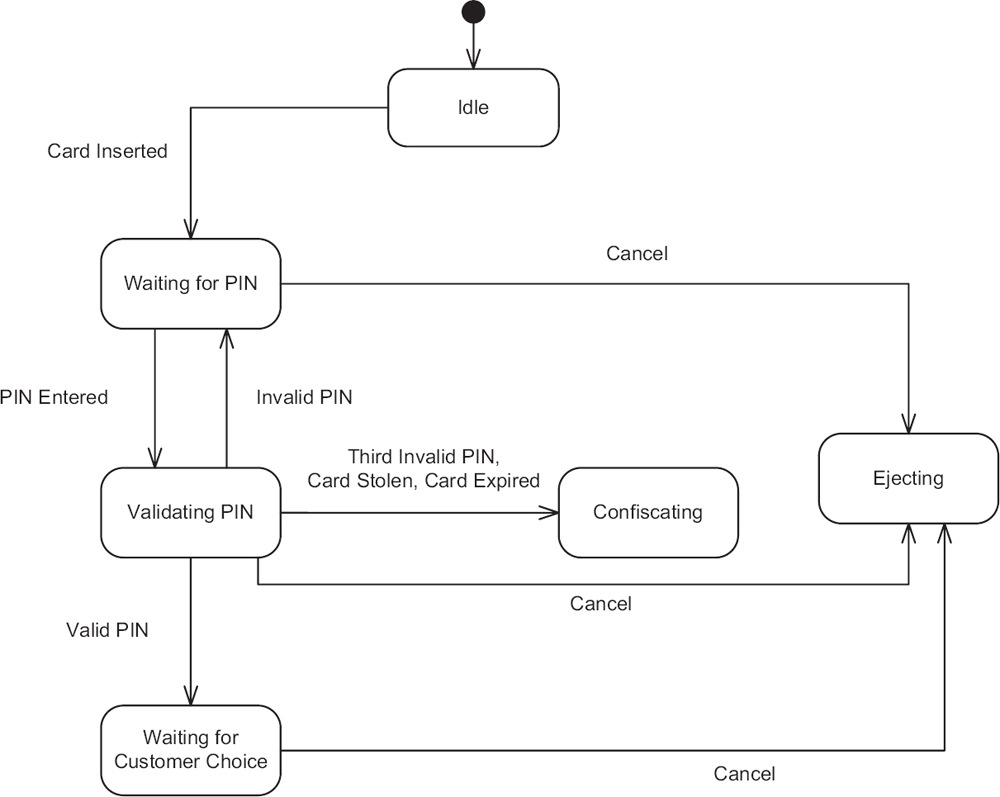 Idle
Card Inserted
Cancel
Waiting for PIN
PIN Entered
Invalid PIN
Third Invalid PIN,
Card Stolen, Card Expired
Ejecting
Validating PIN
Confiscating
Cancel
Valid PIN
Waiting for
Customer Choice
Cancel